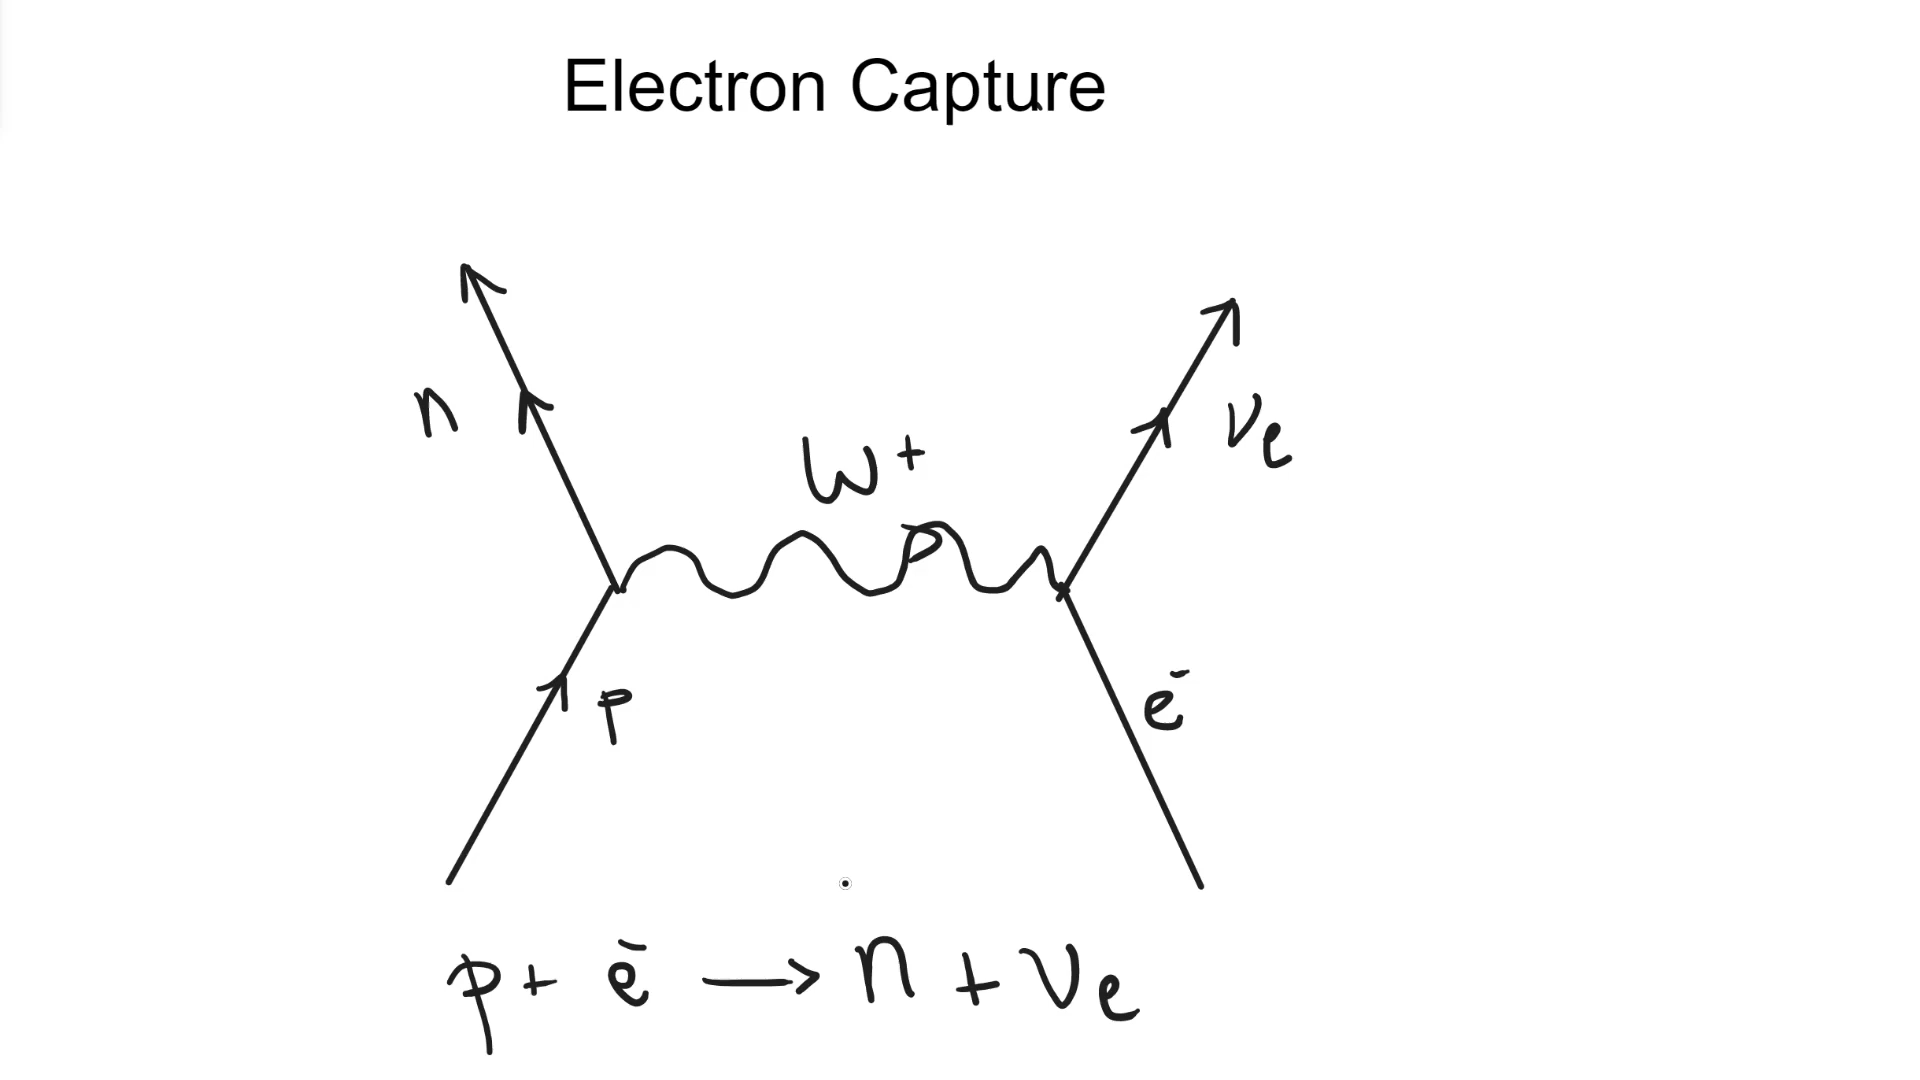 Electron Capture
n
νe
W+
p
e⁻
p + e⁻ → n + νe